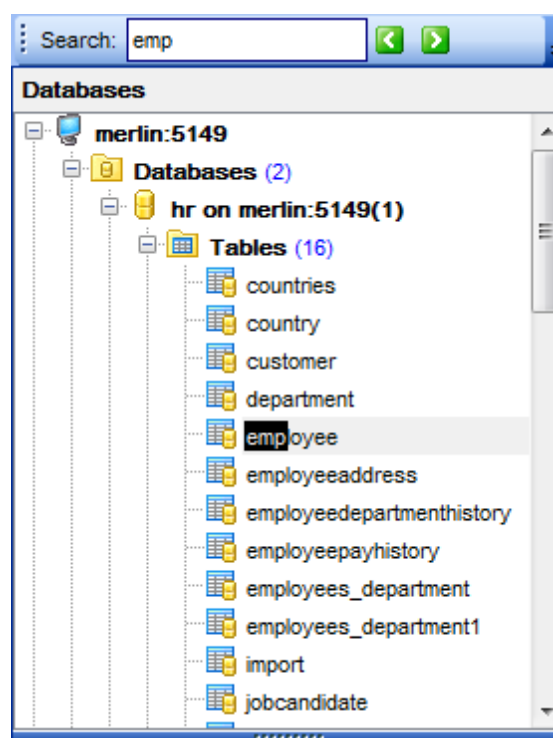 Search: emp
Databases
merlin:5149
Databases (2)
hr on merlin:5149(1)
Tables (16)
countries
country
customer
department
employee
employeeaddress
employeedepartmenthistory
employeepayhistory
employees_department
employees_department1
import
jobcandidate